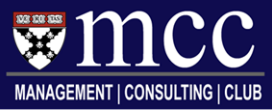 mcc
MANAGEMENT | CONSULTING | CLUB